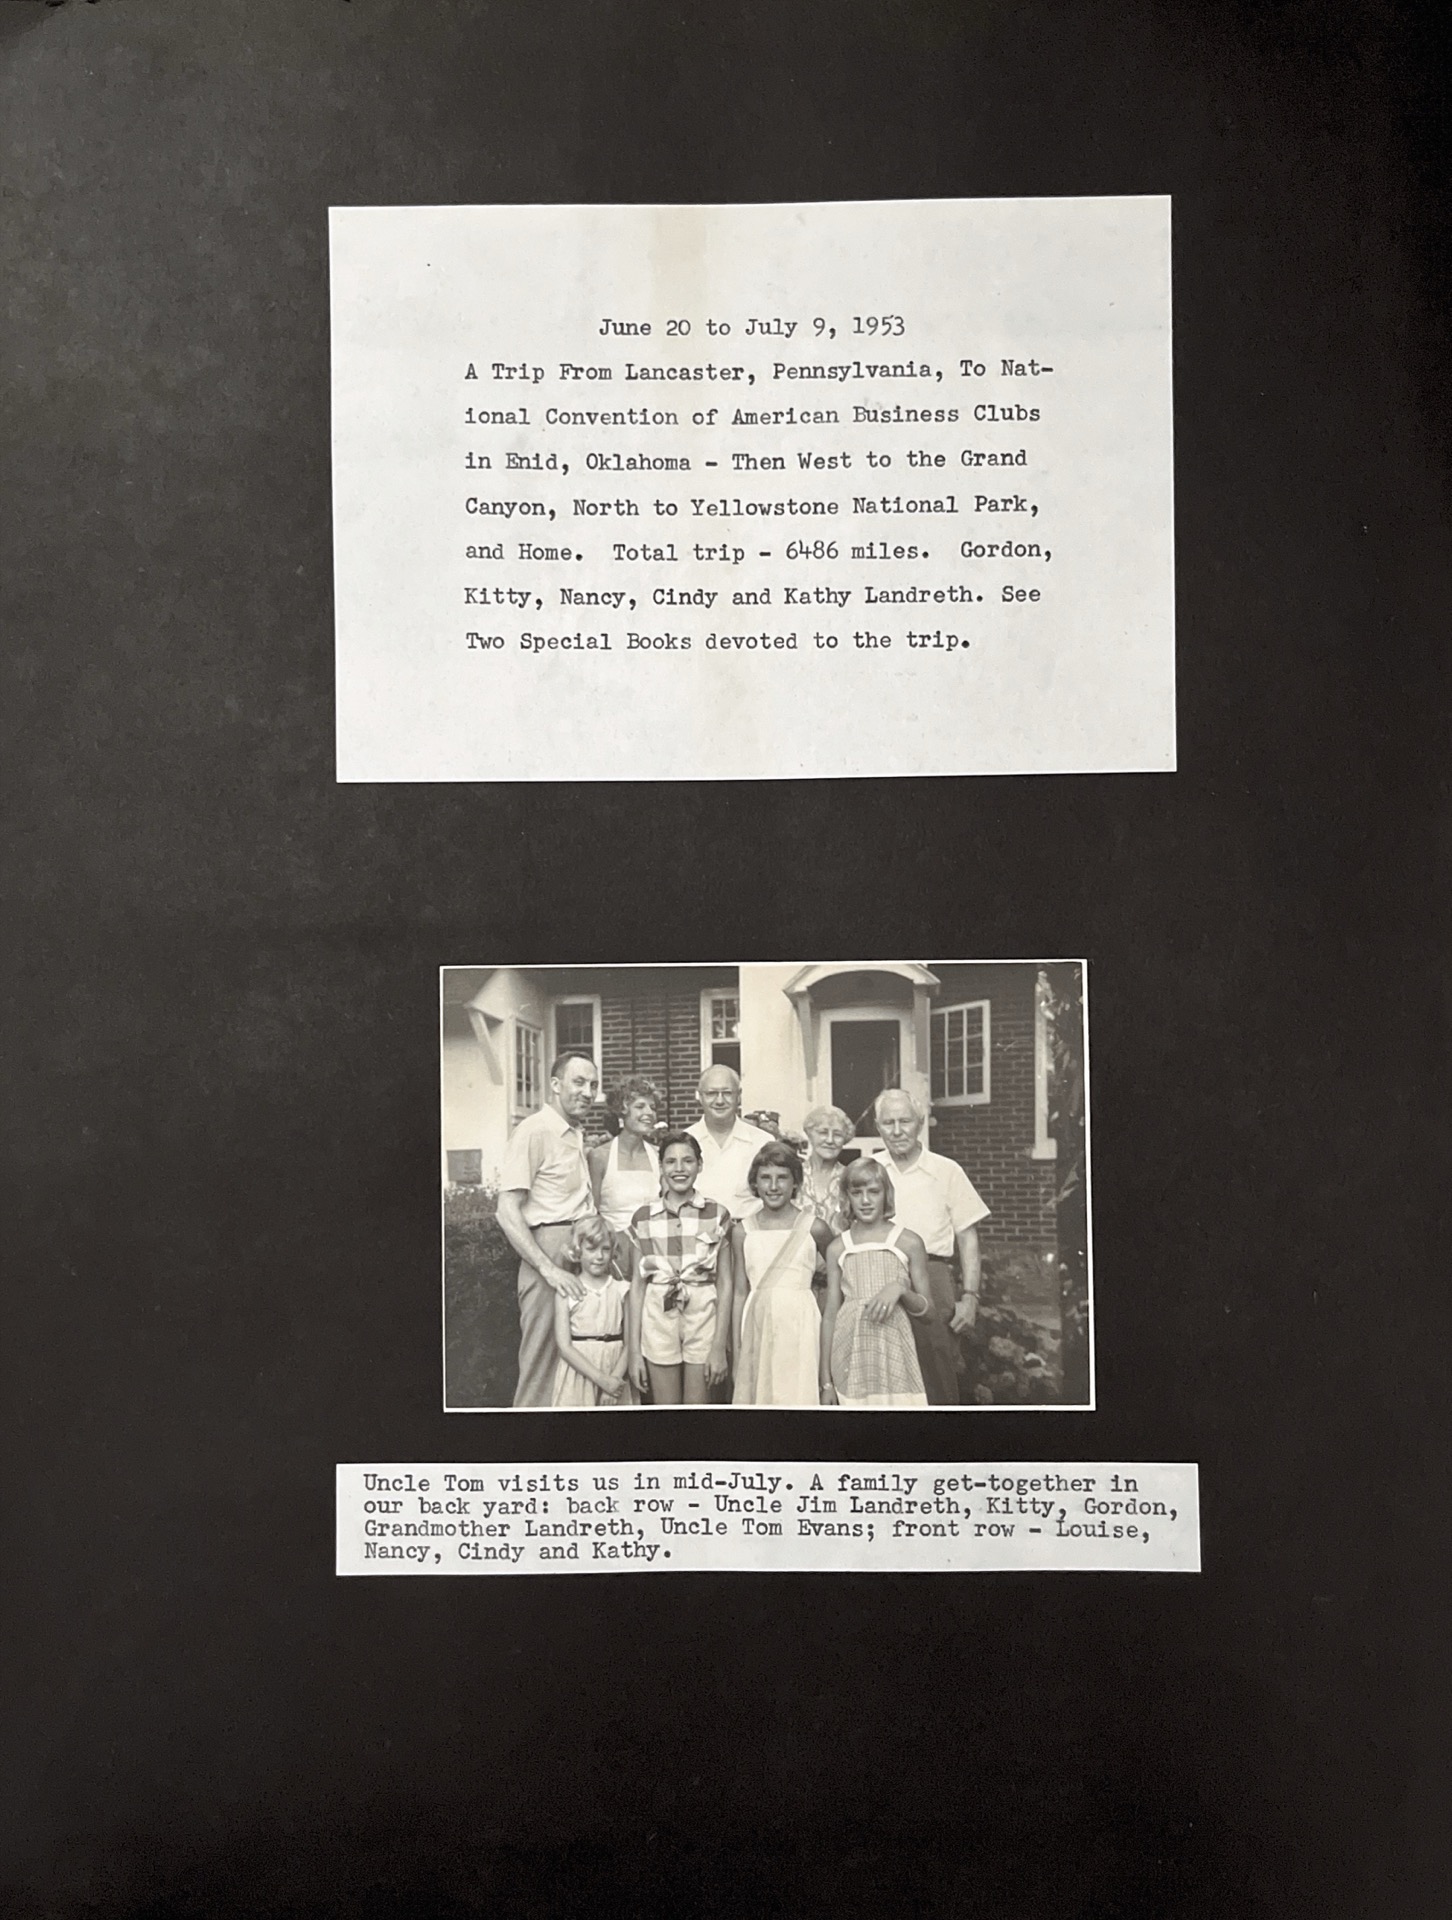 June 20 to July 9, 1953
A Trip From Lancaster, Pennsylvania, To Nat-
ional Convention of American Business Clubs
in Enid, Oklahoma - Then West to the Grand
Canyon, North to Yellowstone National Park,
and Home. Total trip - 6486 miles. Gordon,
Kitty, Nancy, Cindy and Kathy Landreth. See
Two Special Books devoted to the trip.
Uncle Tom visits us in mid-July. A family get-together in
our back yard: back row - Uncle Jim Landreth, Kitty, Gordon,
Grandmother Landreth, Uncle Tom Evans; front row - Louise,
Nancy, Cindy and Kathy.